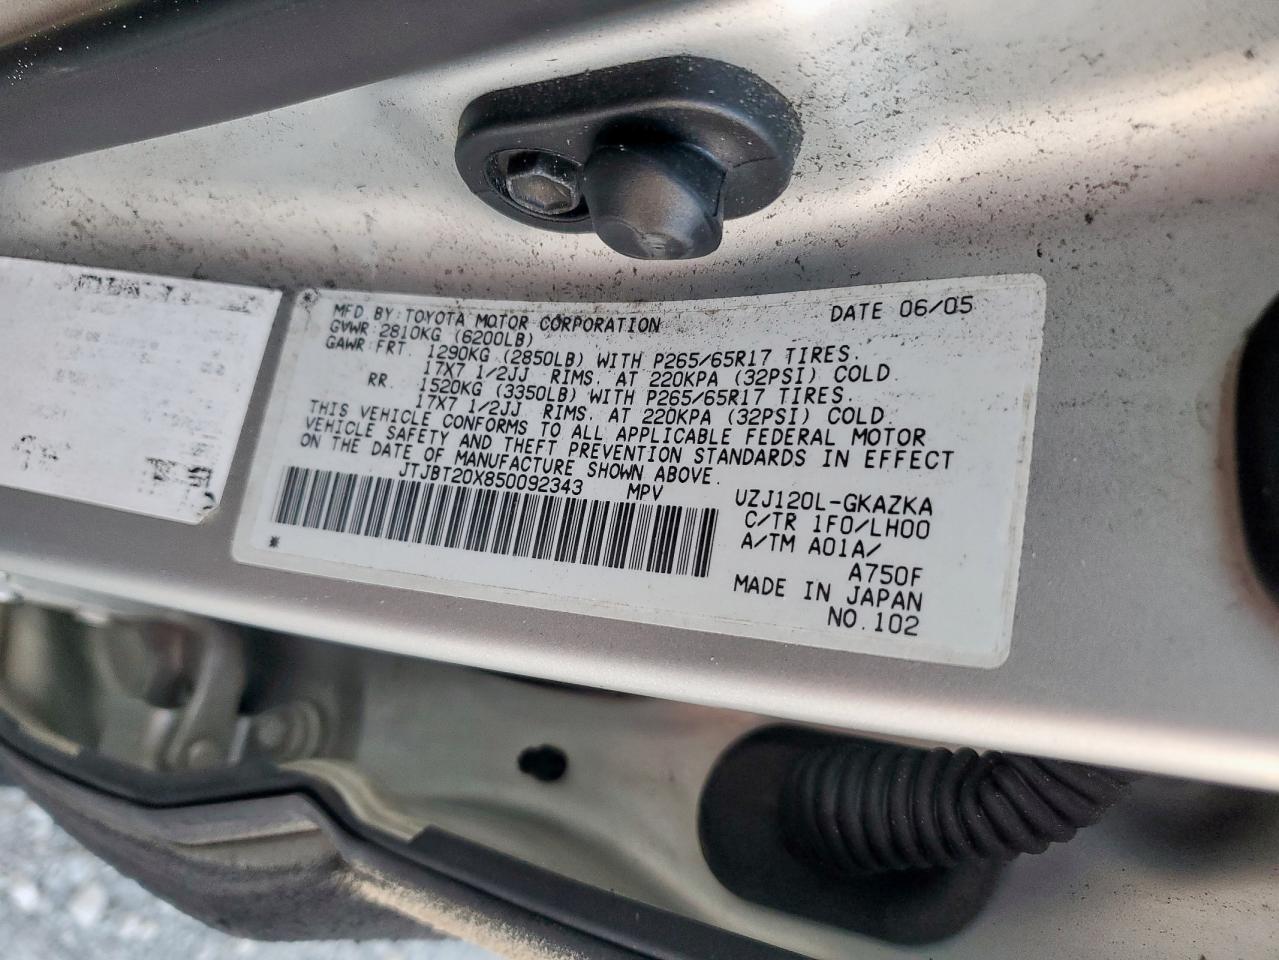 MFD BY: TOYOTA MOTOR CORPORATION DATE 06/05
GVWR: 2810KG (6200LB)
GAWR: FRT. 1290KG (2850LB) WITH P265/65R17 TIRES.
17X7 1/2JJ RIMS, AT 220KPA (32PSI) COLD.
RR. 1520KG (3350LB) WITH P265/65R17 TIRES.
17X7 1/2JJ RIMS, AT 220KPA (32PSI) COLD.
THIS VEHICLE CONFORMS TO ALL APPLICABLE FEDERAL MOTOR
VEHICLE SAFETY AND THEFT PREVENTION STANDARDS IN EFFECT
ON THE DATE OF MANUFACTURE SHOWN ABOVE.
JTJBT20X850092343 MPV
UZJ120L-GKAZKA
C/TR 1F0/LH00
A/TM A01A/
A750F
MADE IN JAPAN
NO.102